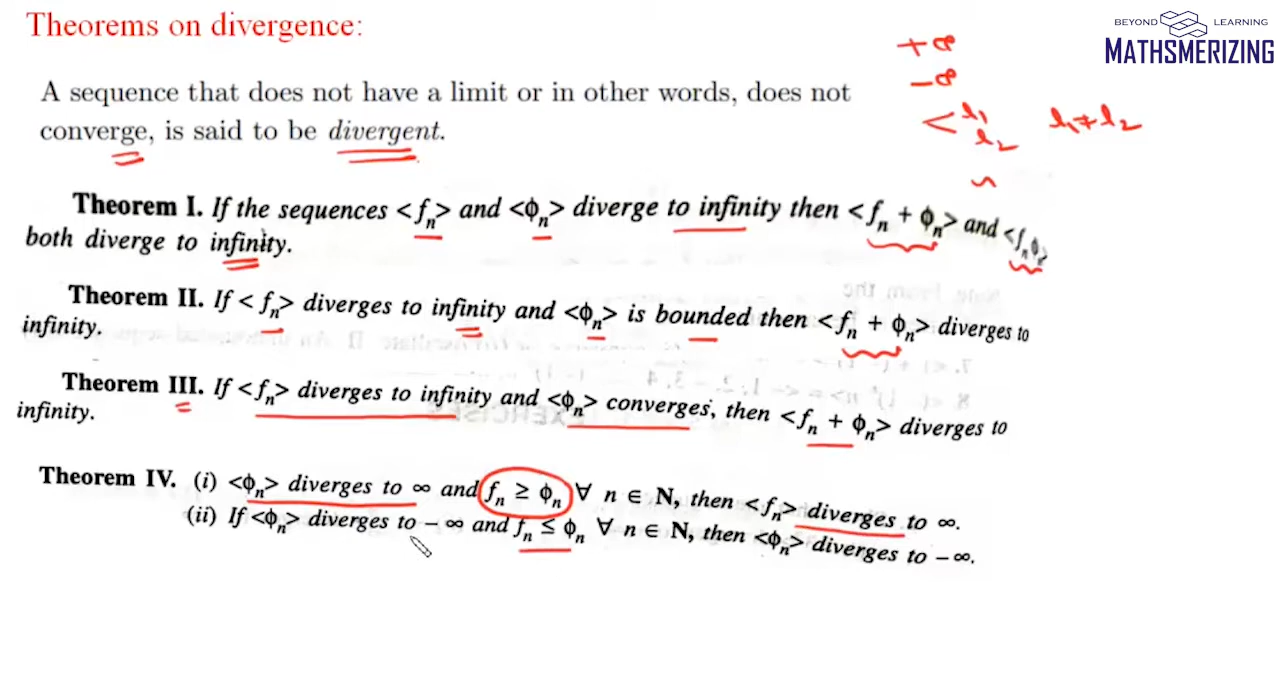 Theorems on divergence:
BEYOND LEARNING
MATHSMERIZING
+∞
-∞
< l₁ l₂ l₁ ≠ l₂
A sequence that does not have a limit or in other words, does not
converge, is said to be divergent.
Theorem I. If the sequences <fₙ> and <ϕₙ> diverge to infinity then <fₙ + ϕₙ> and <fₙϕₙ>
both diverge to infinity.
Theorem II. If <fₙ> diverges to infinity and <ϕₙ> is bounded then <fₙ + ϕₙ> diverges to
infinity.
Theorem III. If <fₙ> diverges to infinity and <ϕₙ> converges, then <fₙ + ϕₙ> diverges to
infinity.
Theorem IV. (i) <ϕₙ> diverges to ∞ and fₙ ≥ ϕₙ ∀ n ∈ N, then <fₙ> diverges to ∞.
(ii) If <ϕₙ> diverges to − ∞ and fₙ ≤ ϕₙ ∀ n ∈ N, then <ϕₙ> diverges to − ∞.